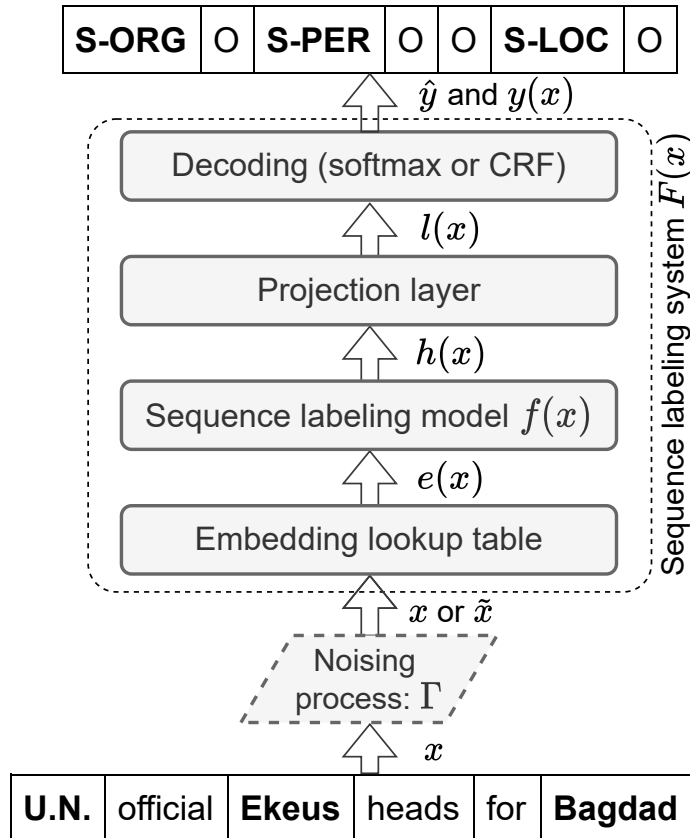 S-ORG O S-PER O O S-LOC O
ŷ and y(x)
Decoding (softmax or CRF)
l(x)
Projection layer
h(x)
Sequence labeling model f(x)
e(x)
Embedding lookup table
Sequence labeling system F(x)
x or x̃
Noising
process: Γ
x
U.N. official Ekeus heads for Bagdad